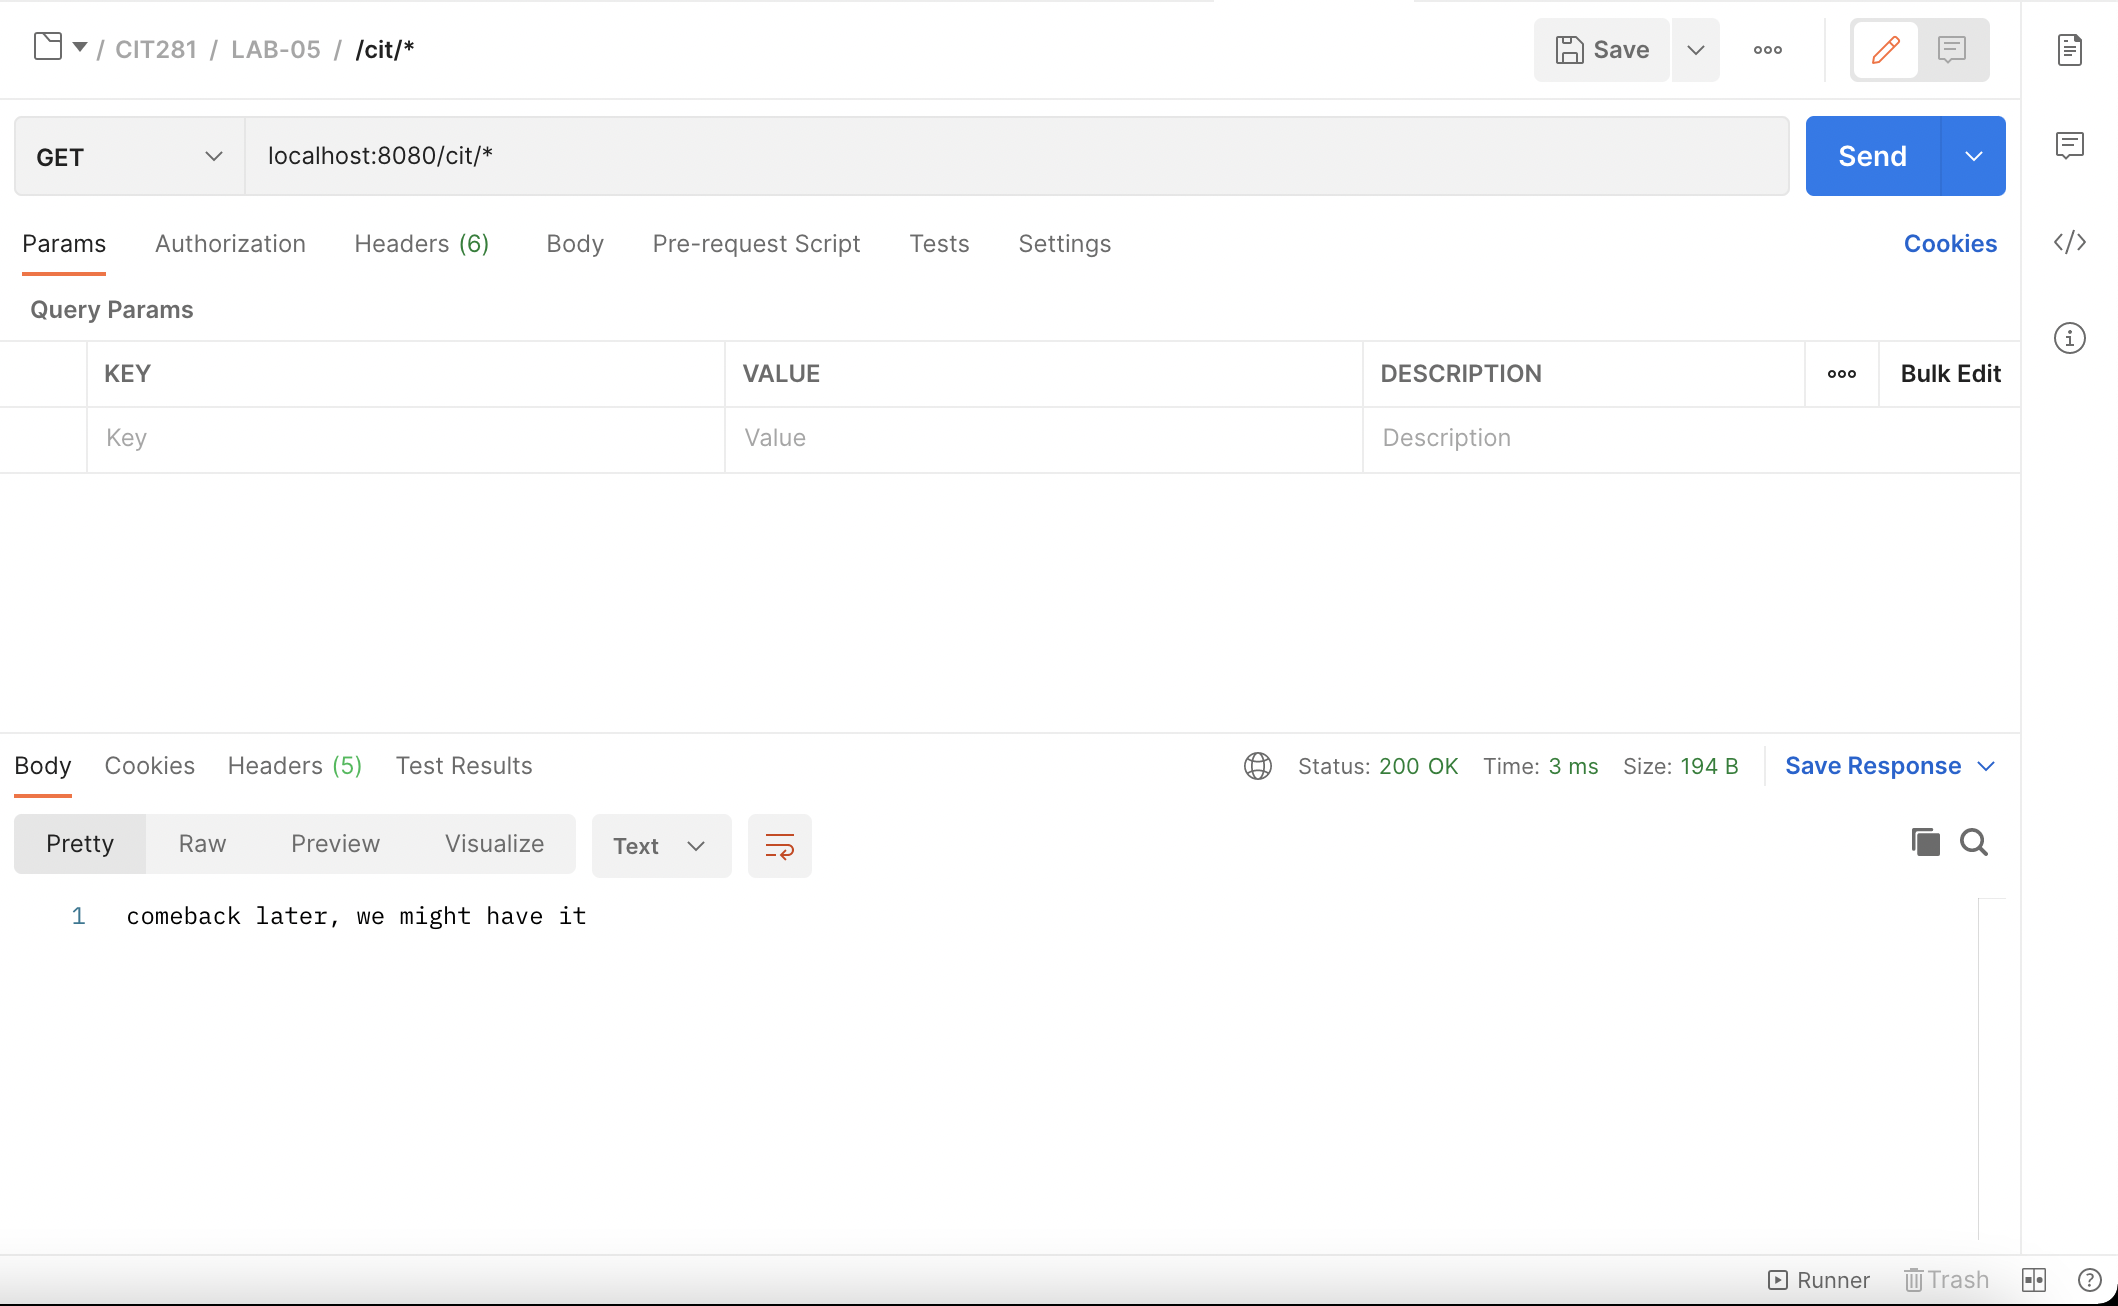 / CIT281 / LAB-05 / /cit/*
Save
GET
localhost:8080/cit/*
Send
Params Authorization Headers (6) Body Pre-request Script Tests Settings Cookies
Query Params
KEY VALUE DESCRIPTION Bulk Edit
Key Value Description
Body Cookies Headers (5) Test Results Status: 200 OK Time: 3 ms Size: 194 B Save Response
Pretty Raw Preview Visualize Text
1 comeback later, we might have it
Runner Trash